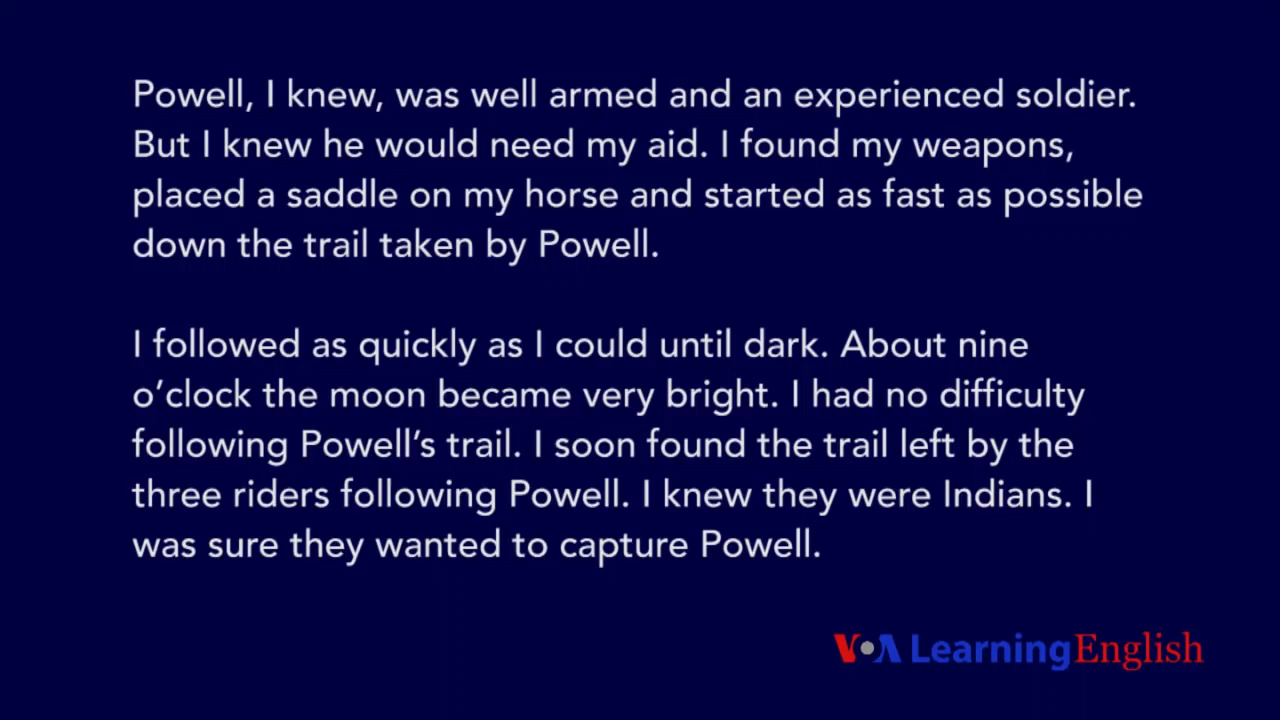 Powell, I knew, was well armed and an experienced soldier.
But I knew he would need my aid. I found my weapons,
placed a saddle on my horse and started as fast as possible
down the trail taken by Powell.
I followed as quickly as I could until dark. About nine
o’clock the moon became very bright. I had no difficulty
following Powell’s trail. I soon found the trail left by the
three riders following Powell. I knew they were Indians. I
was sure they wanted to capture Powell.
VOA Learning English